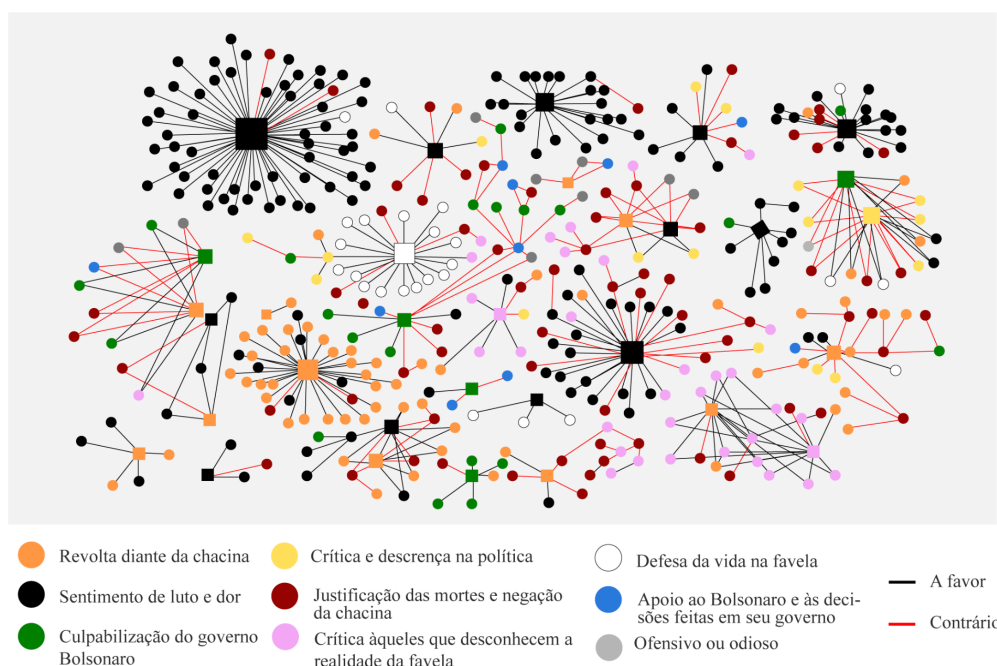 Revolta diante da chacina
Sentimento de luto e dor
Culpabilização do governo
Bolsonaro
Crítica e descrença na política
Justificação das mortes e negação
da chacina
Crítica àqueles que desconhecem a
realidade da favela
Defesa da vida na favela
Apoio ao Bolsonaro e às deci-
sões feitas em seu governo
Ofensivo ou odioso
A favor
Contrário